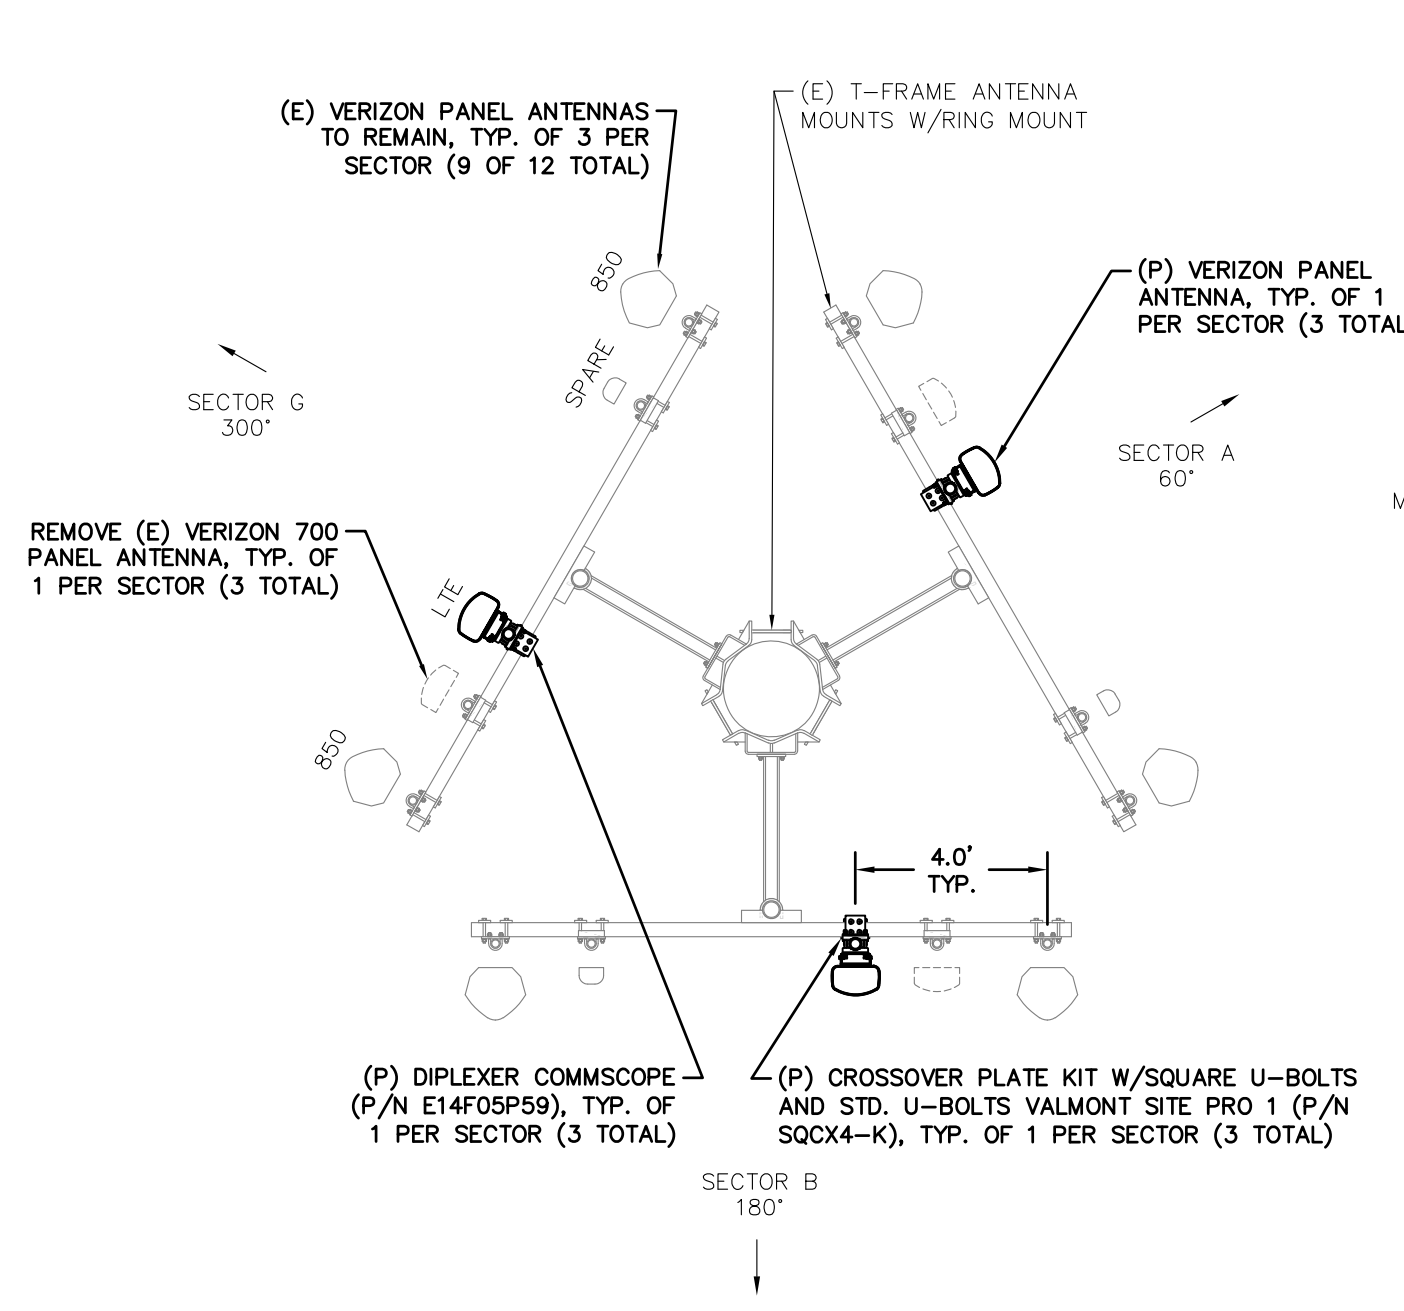 (E) T-FRAME ANTENNA
MOUNTS W/RING MOUNT
(E) VERIZON PANEL ANTENNAS
TO REMAIN, TYP. OF 3 PER
SECTOR (9 OF 12 TOTAL)
850
(P) VERIZON PANEL
ANTENNA, TYP. OF 1
PER SECTOR (3 TOTAL
SPARE
SECTOR G
300°
SECTOR A
60°
M
REMOVE (E) VERIZON 700
PANEL ANTENNA, TYP. OF
1 PER SECTOR (3 TOTAL)
LTE
850
4.0'
TYP.
(P) DIPLEXER COMMSCOPE
(P/N E14F05P59), TYP. OF
1 PER SECTOR (3 TOTAL)
(P) CROSSOVER PLATE KIT W/SQUARE U-BOLTS
AND STD. U-BOLTS VALMONT SITE PRO 1 (P/N
SQCX4-K), TYP. OF 1 PER SECTOR (3 TOTAL)
SECTOR B
180°